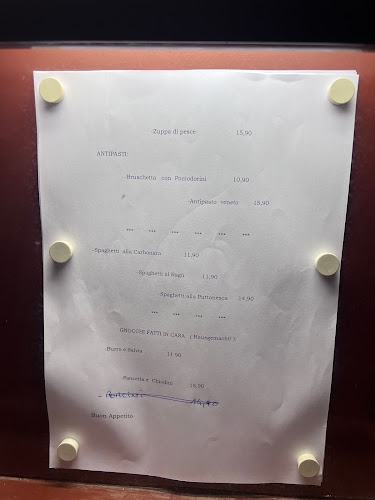 -Zuppa di pesce 15,90
ANTIPASTI:
-Bruschetta con Pomodorini 10,90
-Antipasto veneto 15,90
*** *** *** *** *** ***
-Spaghetti alla Carbonara 11,90
-Spaghetti al Ragù 11,90
-Spaghetti alla Puttanesca 14,90
*** *** *** ***
GNOCCHI FATTI IN CASA (Hausgemacht!)
-Burro e Salvia 11,90
-Pancetta e Chiodini
Buon Appetito